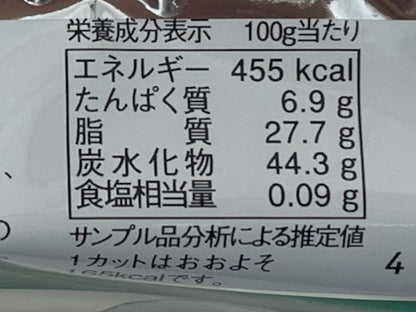 栄養成分表示 100g当たり
エネルギー 455 kcal
たんぱく質 6.9 g
脂質 27.7 g
炭水化物 44.3 g
食塩相当量 0.09 g
サンプル品分析による推定値
1カットはおおよそ 4
165kcalです。
の
、